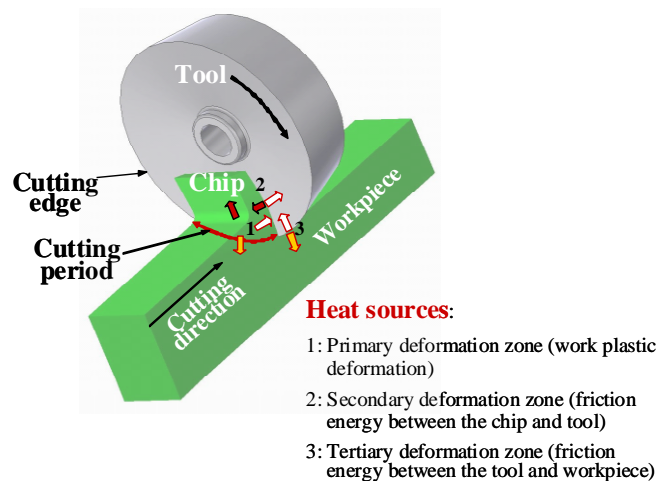 Tool
Chip
2
Cutting
edge
1
3
Workpiece
Cutting
period
Cutting
direction
Heat sources:
1: Primary deformation zone (work plastic
deformation)
2: Secondary deformation zone (friction
energy between the chip and tool)
3: Tertiary deformation zone (friction
energy between the tool and workpiece)